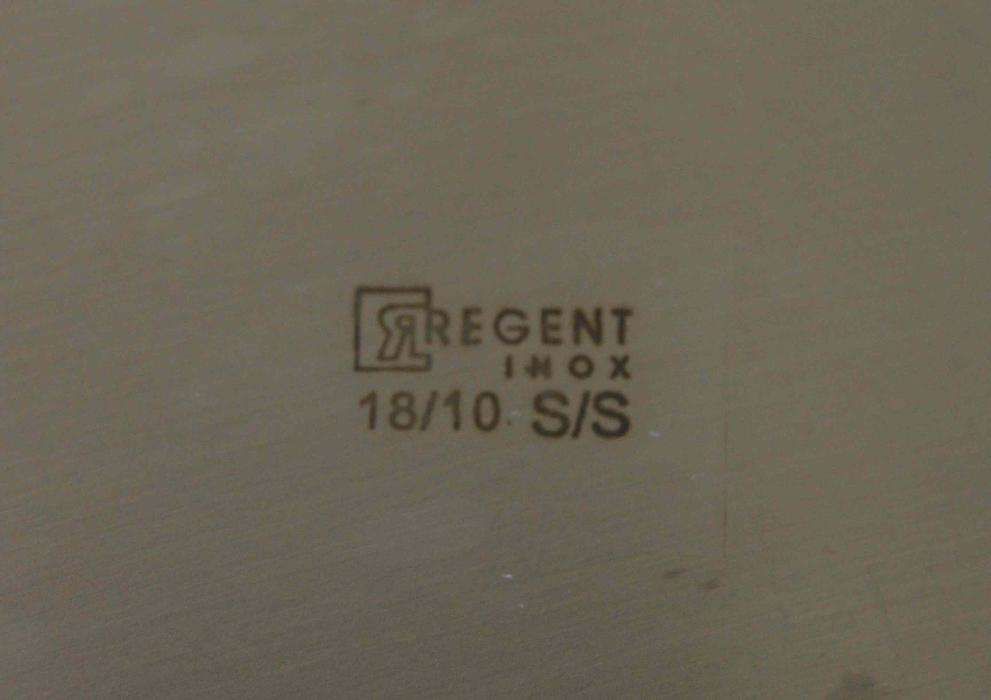 REGENT
INOX
18/10 S/S